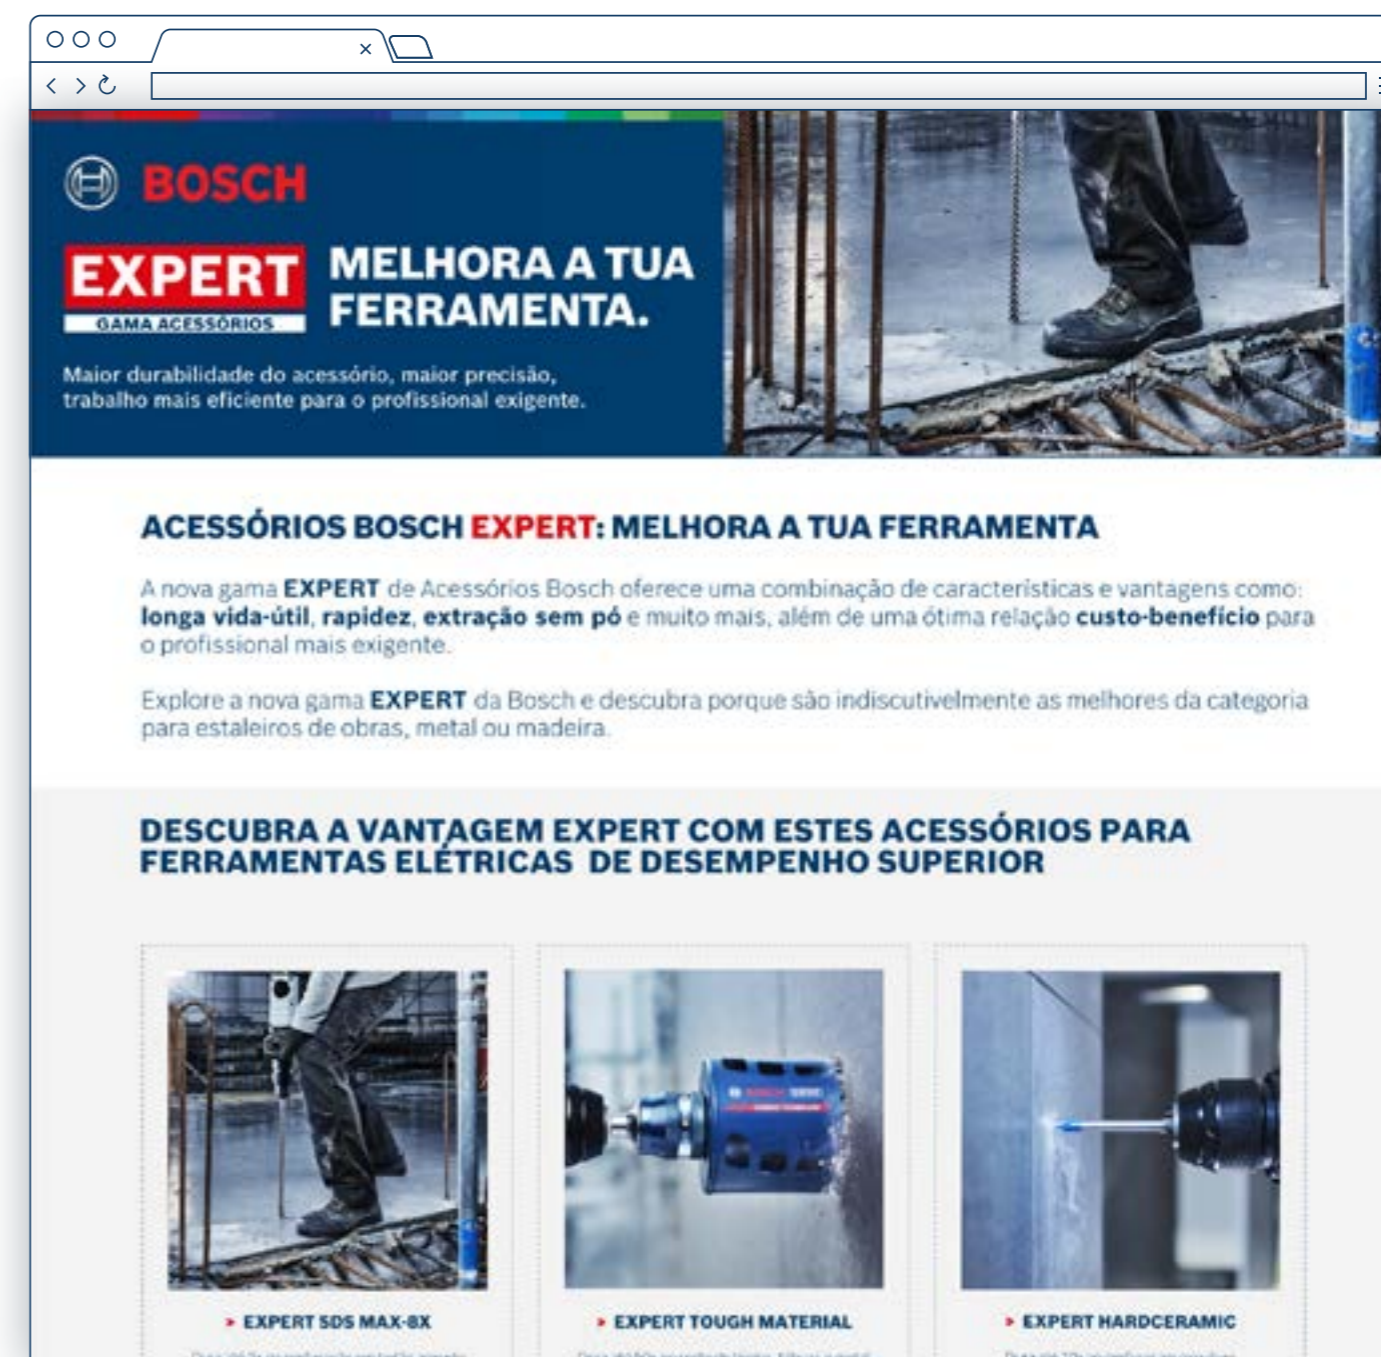 BOSCH
EXPERT
GAMA ACESSÓRIOS
MELHORA A TUA
FERRAMENTA.
Maior durabilidade do acessório, maior precisão,
trabalho mais eficiente para o profissional exigente.
ACESSÓRIOS BOSCH EXPERT: MELHORA A TUA FERRAMENTA
A nova gama EXPERT de Acessórios Bosch oferece uma combinação de características e vantagens como:
longa vida-útil, rapidez, extração sem pó e muito mais, além de uma ótima relação custo-benefício para
o profissional mais exigente.
Explore a nova gama EXPERT da Bosch e descubra porque são indiscutivelmente as melhores da categoria
para estaleiros de obras, metal ou madeira.
DESCUBRA A VANTAGEM EXPERT COM ESTES ACESSÓRIOS PARA
FERRAMENTAS ELÉTRICAS DE DESEMPENHO SUPERIOR
BOSCH
> EXPERT SDS MAX-8X
> EXPERT TOUGH MATERIAL
> EXPERT HARDCERAMIC